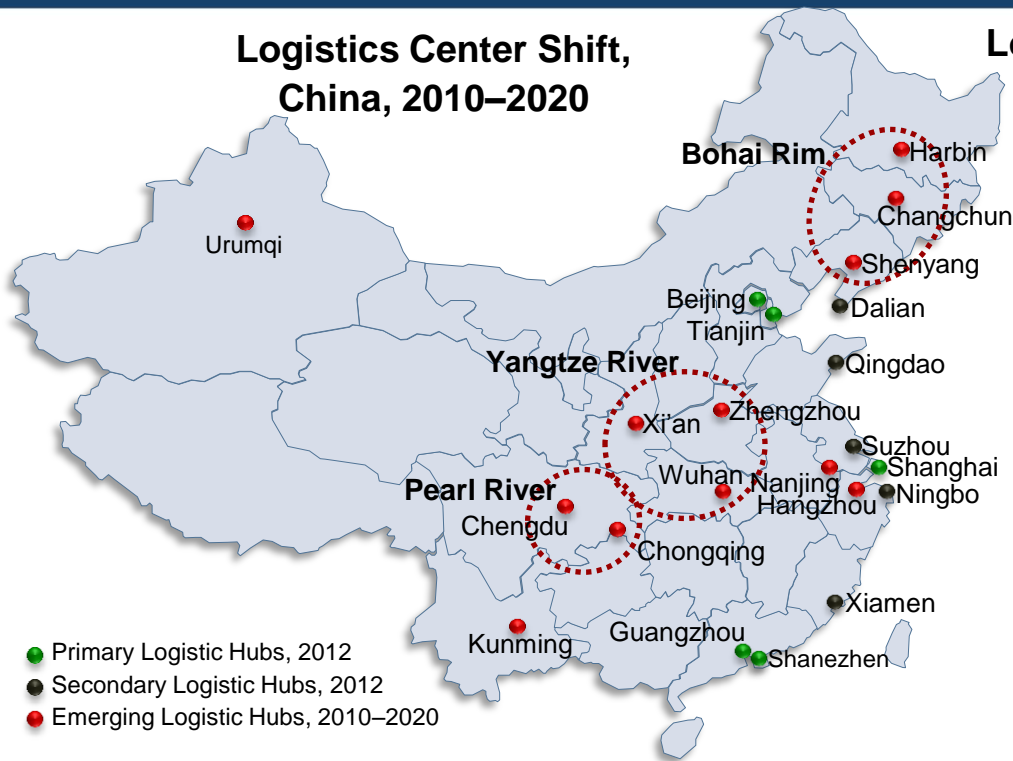 Logistics Center Shift,
China, 2010–2020
Lo
Bohai Rim
Harbin
Changchun
Urumqi
Shenyang
Beijing
Dalian
Tianjin
Yangtze River
Qingdao
Zhengzhou
Xi'an
Suzhou
Shanghai
Wuhan
Nanjing
Pearl River
Hangzhou
Ningbo
Chengdu
Chongqing
Xiamen
Guangzhou
Kunming
Shanezhen
Primary Logistic Hubs, 2012
Secondary Logistic Hubs, 2012
Emerging Logistic Hubs, 2010–2020